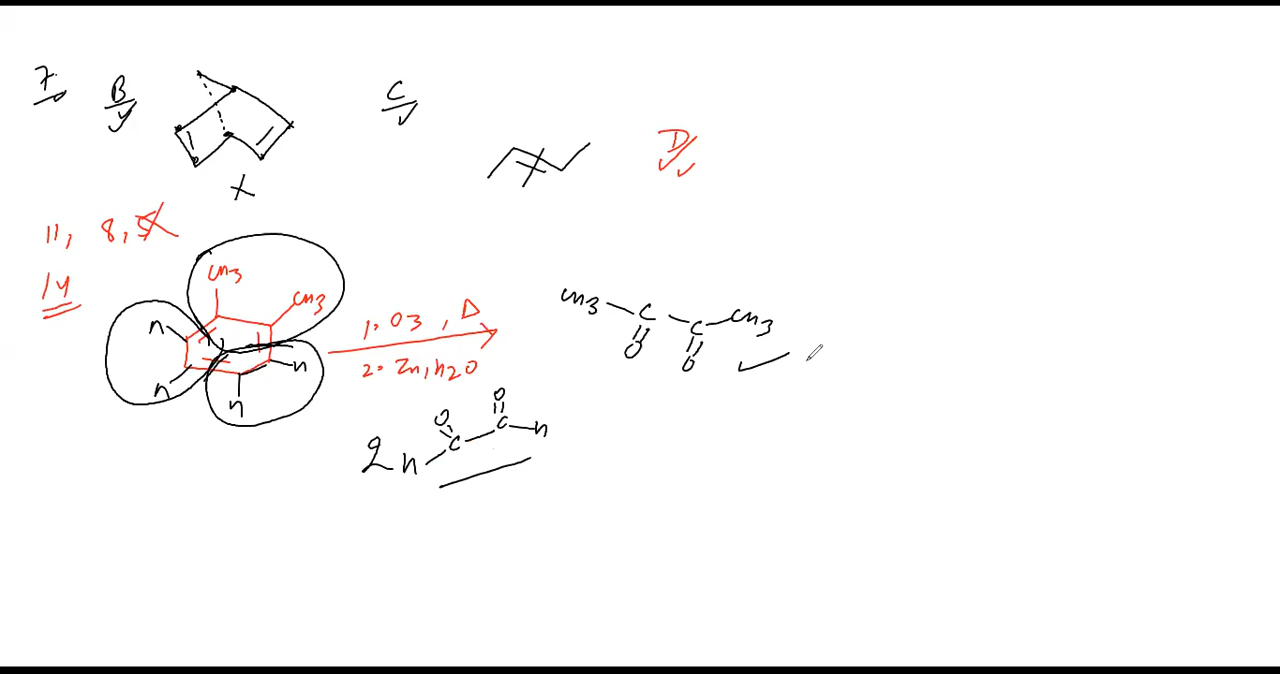 7.
B
C
D
X
11, 8, 5
14
CH3
CH3
H
H
H
H
1. O3, Δ
2. Zn, H2O
CH3 - C - C - CH3
O O
O O
2 H - C - C - H